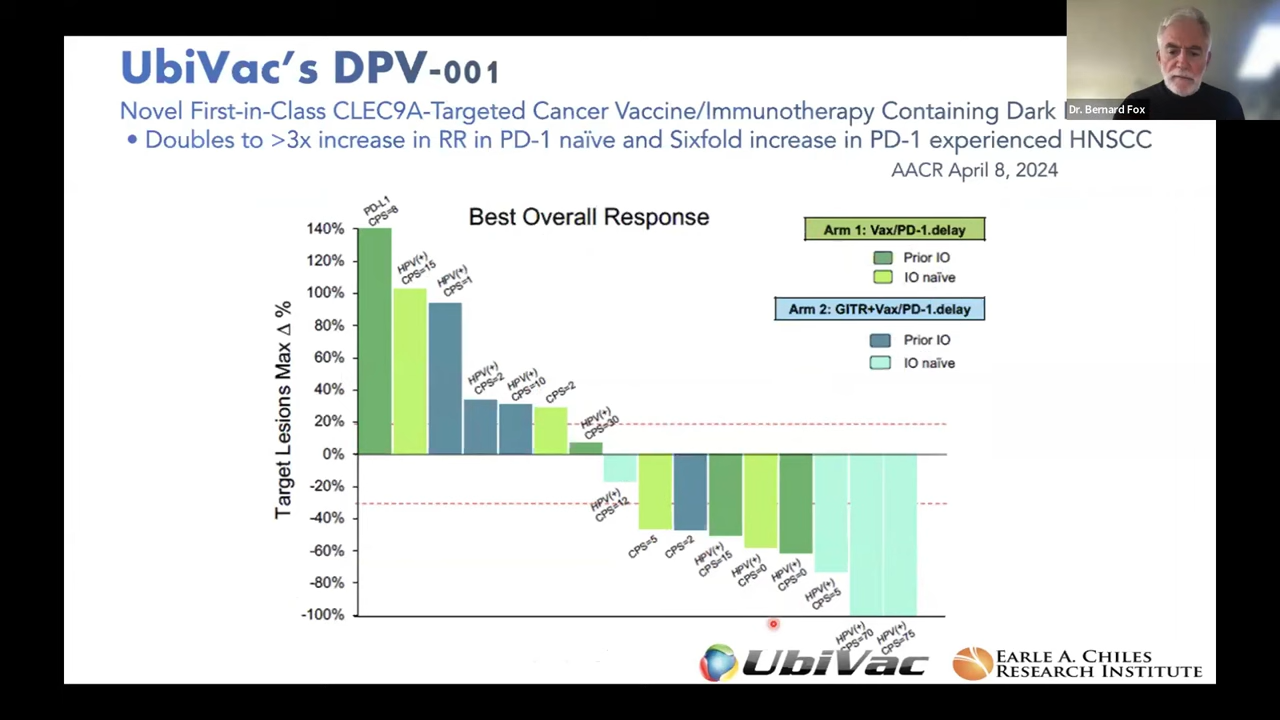 UbiVac's DPV-001
Novel First-in-Class CLEC9A-Targeted Cancer Vaccine/Immunotherapy Containing Dark
• Doubles to >3x increase in RR in PD-1 naïve and Sixfold increase in PD-1 experienced HNSCC
AACR April 8, 2024
Dr. Bernard Fox
Best Overall Response
Arm 1: Vax/PD-1.delay
Prior IO
IO naïve
Arm 2: GITR+Vax/PD-1.delay
Prior IO
IO naïve
Target Lesions Max Δ %
140%
120%
100%
80%
60%
40%
20%
0%
-20%
-40%
-60%
-80%
-100%
PD-L1
CPS=8
HPV(+)
CPS=15
HPV(+)
CPS=1
HPV(+)
CPS=2
HPV(+)
CPS=10
CPS=2
HPV(+)
CPS=30
HPV(+)
CPS=12
CPS=5
CPS=2
HPV(+)
CPS=15
HPV(+)
CPS=0
HPV(+)
CPS=0
HPV(+)
CPS=5
HPV(+)
CPS=70
HPV(+)
CPS=75
UbiVac
EARLE A. CHILES
RESEARCH INSTITUTE